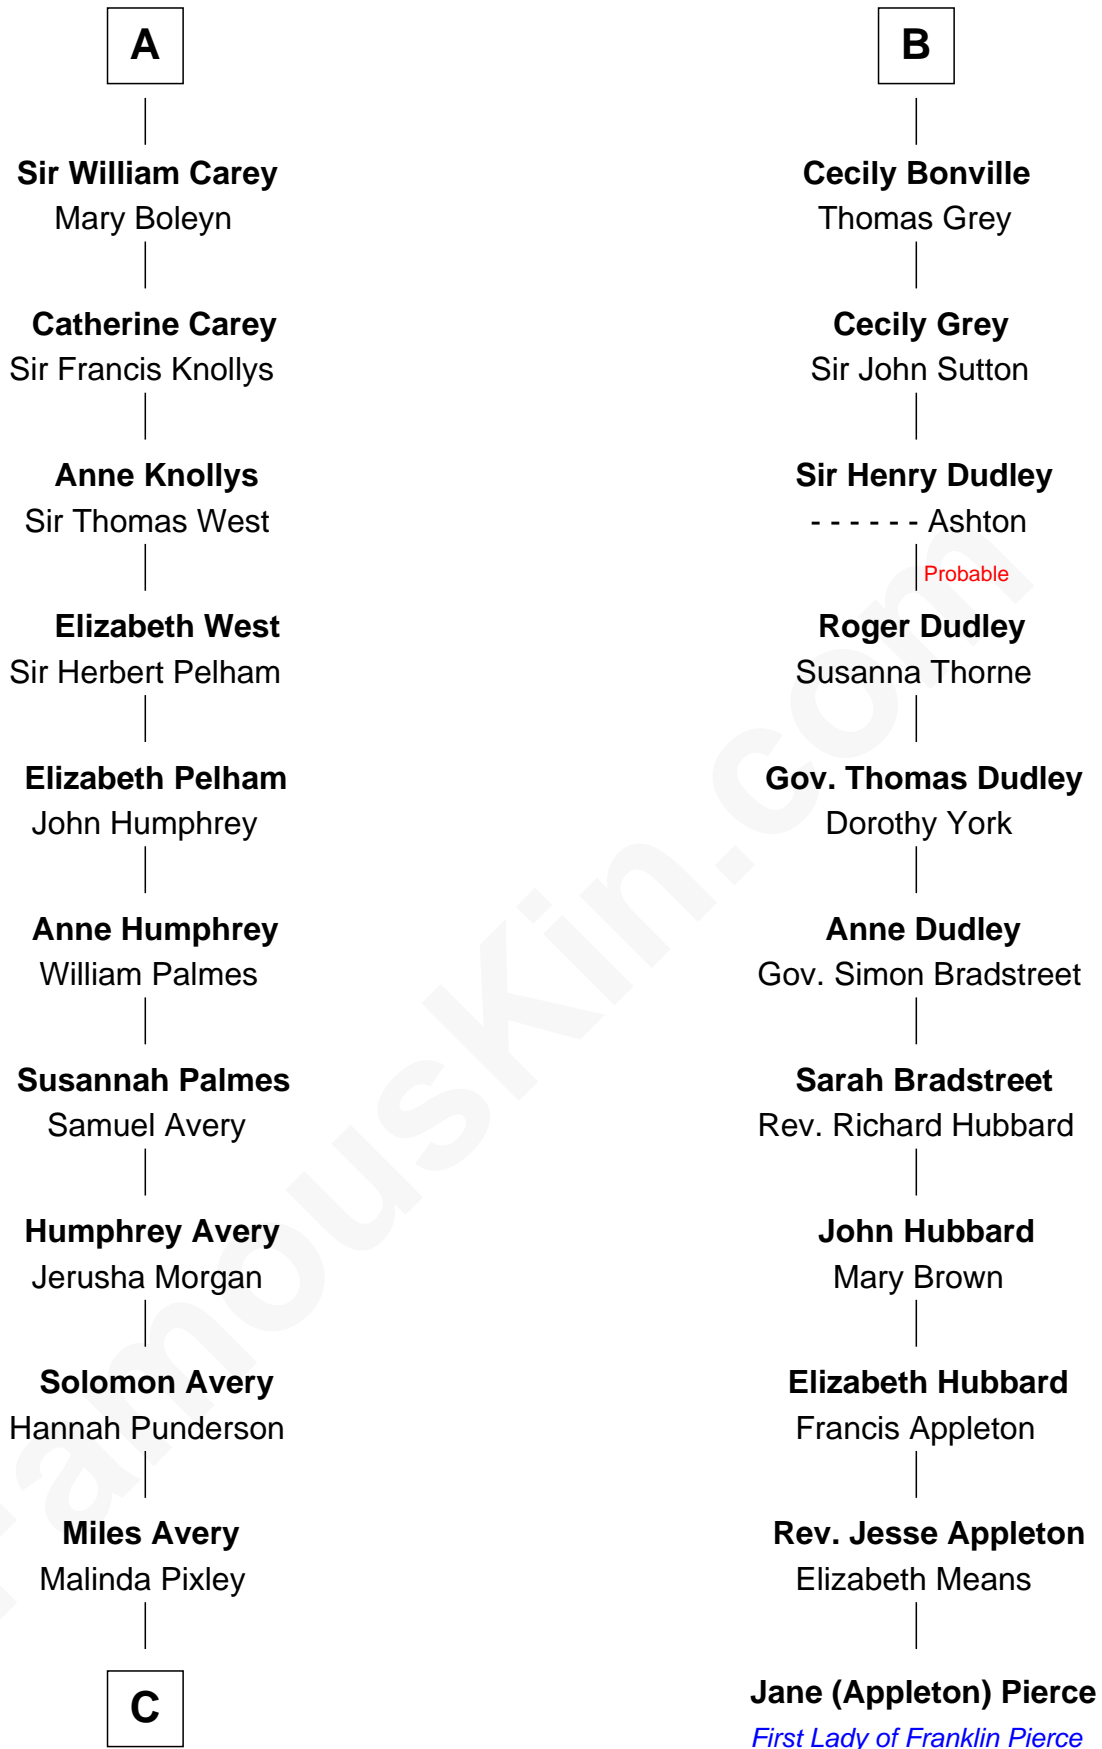 A
Sir William Carey
Mary Boleyn
Catherine Carey
Sir Francis Knollys
Anne Knollys
Sir Thomas West
Elizabeth West
Sir Herbert Pelham
Elizabeth Pelham
John Humphrey
Anne Humphrey
William Palmes
Susannah Palmes
Samuel Avery
Humphrey Avery
Jerusha Morgan
Solomon Avery
Hannah Punderson
Miles Avery
Malinda Pixley
C
B
Cecily Bonville
Thomas Grey
Cecily Grey
Sir John Sutton
Sir Henry Dudley
- - - - - - Ashton
Probable
Roger Dudley
Susanna Thorne
Gov. Thomas Dudley
Dorothy York
Anne Dudley
Gov. Simon Bradstreet
Sarah Bradstreet
Rev. Richard Hubbard
John Hubbard
Mary Brown
Elizabeth Hubbard
Francis Appleton
Rev. Jesse Appleton
Elizabeth Means
Jane (Appleton) Pierce
First Lady of Franklin Pierce
FamousKin.com